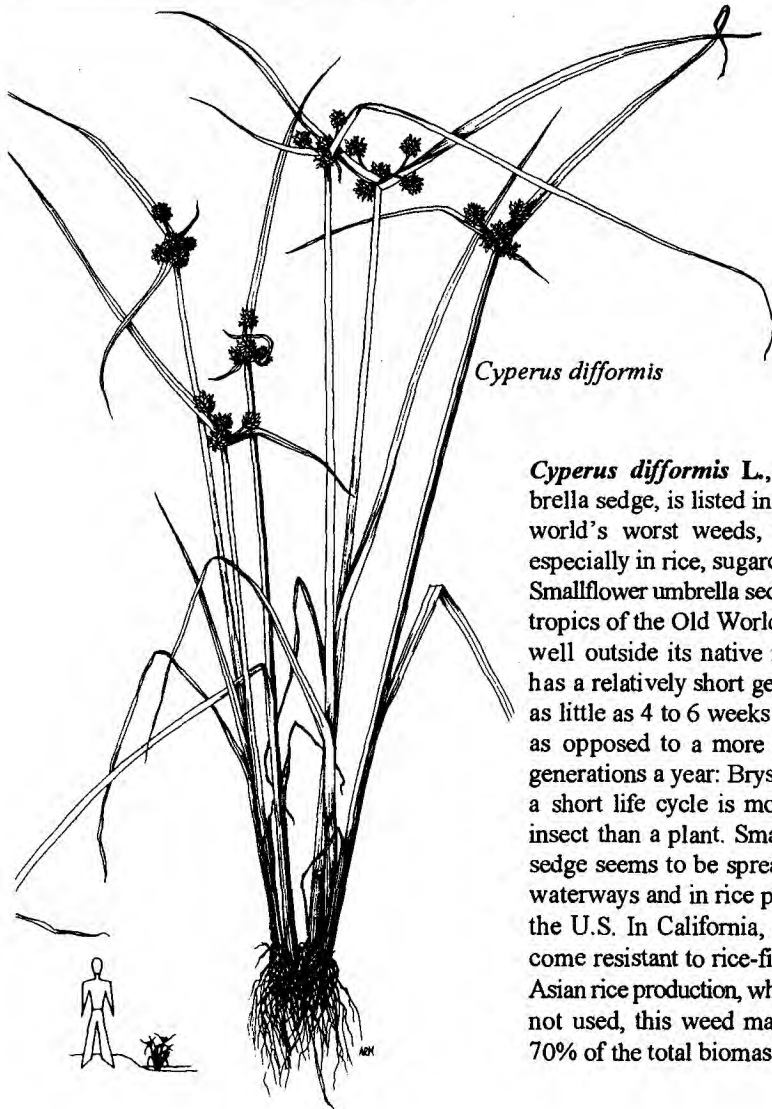 Cyperus difformis
Cyperus difformis L.,
brella sedge, is listed in
world's worst weeds,
especially in rice, sugarc
Smallflower umbrella sed
tropics of the Old World
well outside its native
has a relatively short ge
as little as 4 to 6 weeks
as opposed to a more
generations a year: Brys
a short life cycle is mo
insect than a plant. Sma
sedge seems to be sprea
waterways and in rice p
the U.S. In California,
come resistant to rice-fi
Asian rice production, wh
not used, this weed ma
70% of the total biomas
ARM